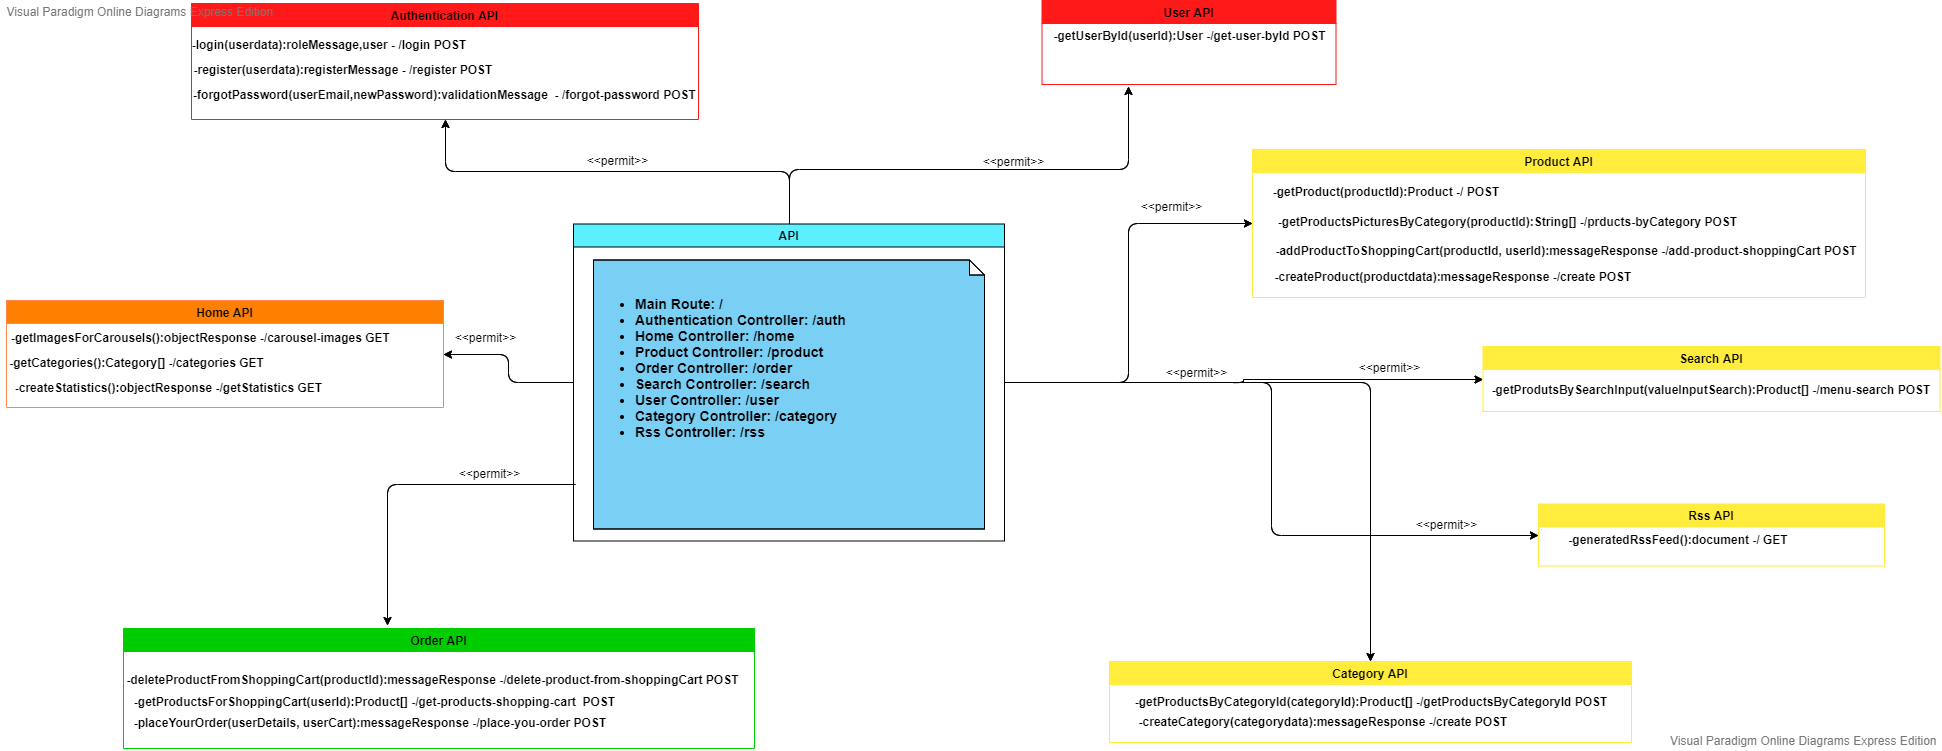 Visual Paradigm Online Diagrams Express Edition
Authentication API
-login(userdata):roleMessage,user - /login POST
-register(userdata):registerMessage - /register POST
-forgotPassword(userEmail,newPassword):validationMessage - /forgot-password POST
User API
-getUserById(userId):User -/get-user-byId POST
<<permit>>
<<permit>>
Product API
-getProduct(productId):Product -/ POST
-getProductsPicturesByCategory(productId):String[] -/prducts-byCategory POST
-addProductToShoppingCart(productId, userId):messageResponse -/add-product-shoppingCart POST
-createProduct(productdata):messageResponse -/create POST
<<permit>>
API
Main Route: /
Authentication Controller: /auth
Home Controller: /home
Product Controller: /product
Order Controller: /order
Search Controller: /search
User Controller: /user
Category Controller: /category
Rss Controller: /rss
Home API
-getImagesForCarousels():objectResponse -/carousel-images GET
-getCategories():Category[] -/categories GET
-createStatistics():objectResponse -/getStatistics GET
<<permit>>
<<permit>>
<<permit>>
Search API
-getProdutsBySearchInput(valueInputSearch):Product[] -/menu-search POST
<<permit>>
<<permit>>
Rss API
-generatedRssFeed():document -/ GET
Order API
-deleteProductFromShoppingCart(productId):messageResponse -/delete-product-from-shoppingCart POST
-getProductsForShoppingCart(userId):Product[] -/get-products-shopping-cart POST
-placeYourOrder(userDetails, userCart):messageResponse -/place-you-order POST
Category API
-getProductsByCategoryId(categoryId):Product[] -/getProductsByCategoryId POST
-createCategory(categorydata):messageResponse -/create POST
Visual Paradigm Online Diagrams Express Edition